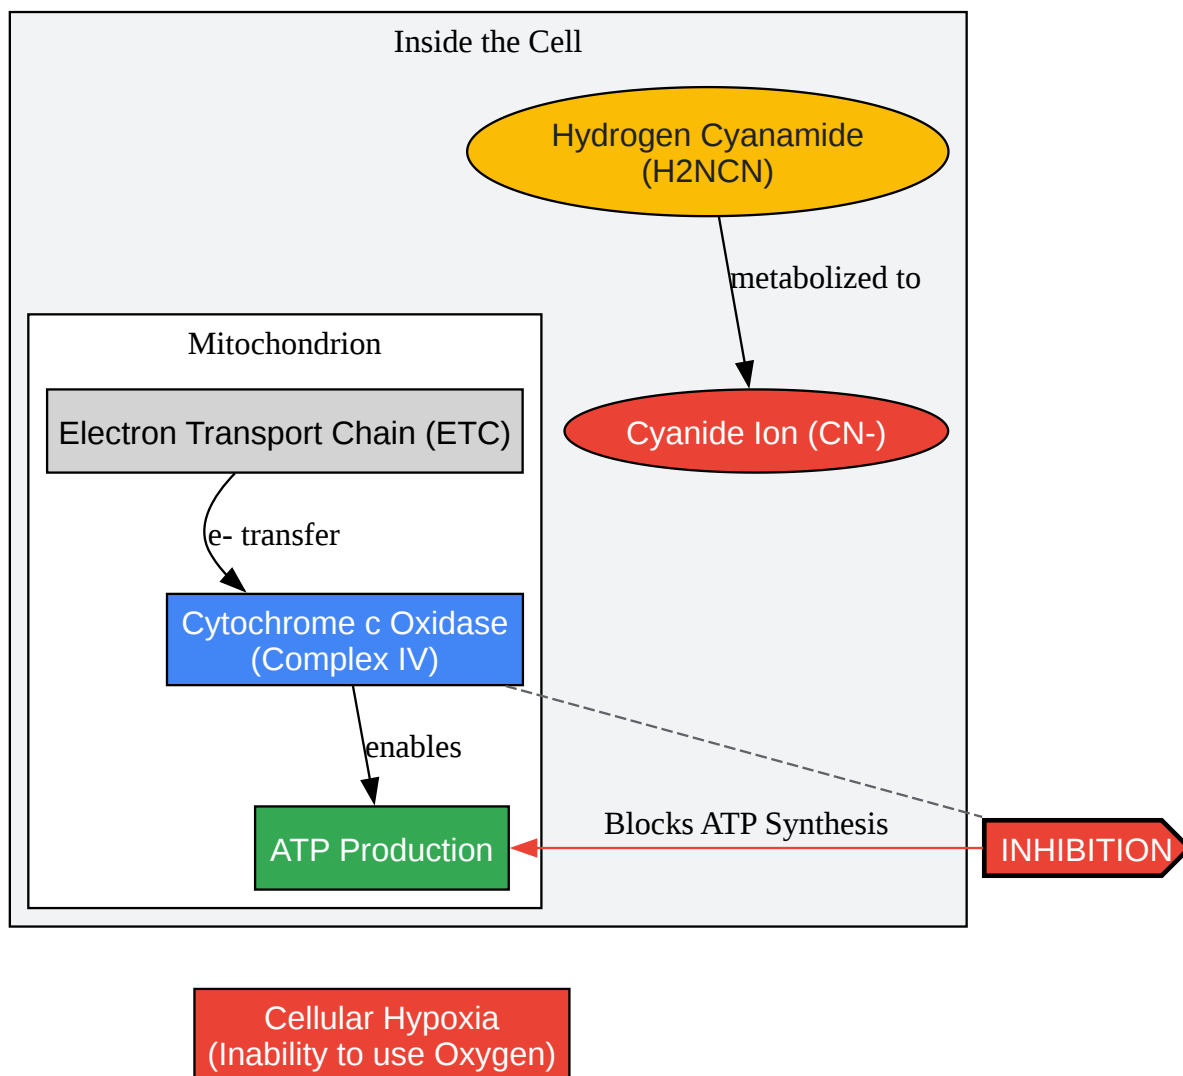 Inside the Cell
Hydrogen Cyanamide
(H2NCN)
metabolized to
Mitochondrion
Electron Transport Chain (ETC)
Cyanide Ion (CN-)
e- transfer
Cytochrome c Oxidase
(Complex IV)
enables
Blocks ATP Synthesis
ATP Production
INHIBITION
Cellular Hypoxia
(Inability to use Oxygen)